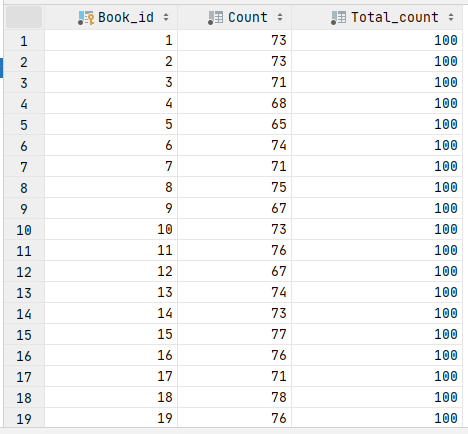 Book_id Count Total_count
1 1 73 100
2 2 73 100
3 3 71 100
4 4 68 100
5 5 65 100
6 6 74 100
7 7 71 100
8 8 75 100
9 9 67 100
10 10 73 100
11 11 76 100
12 12 67 100
13 13 74 100
14 14 73 100
15 15 77 100
16 16 76 100
17 17 71 100
18 18 78 100
19 19 76 100